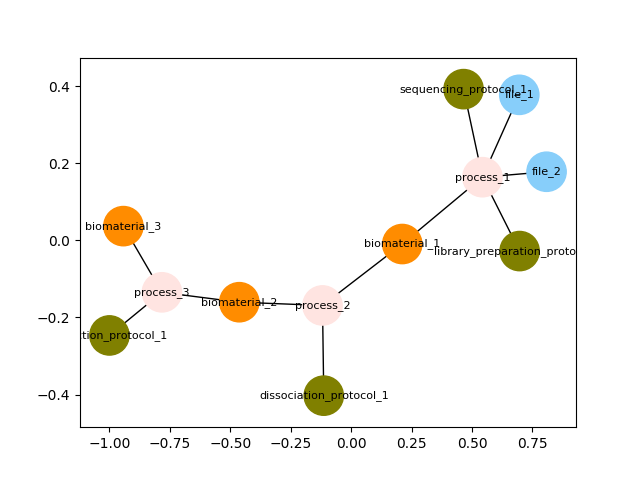 0.4
0.2
0.0
−0.2
−0.4
sequencing_protocol_1
file_1
process_1
file_2
biomaterial_3
biomaterial_1
library_preparation_proto
process_3
biomaterial_2
process_2
tion_protocol_1
dissociation_protocol_1
−1.00
−0.75
−0.50
−0.25
0.00
0.25
0.50
0.75